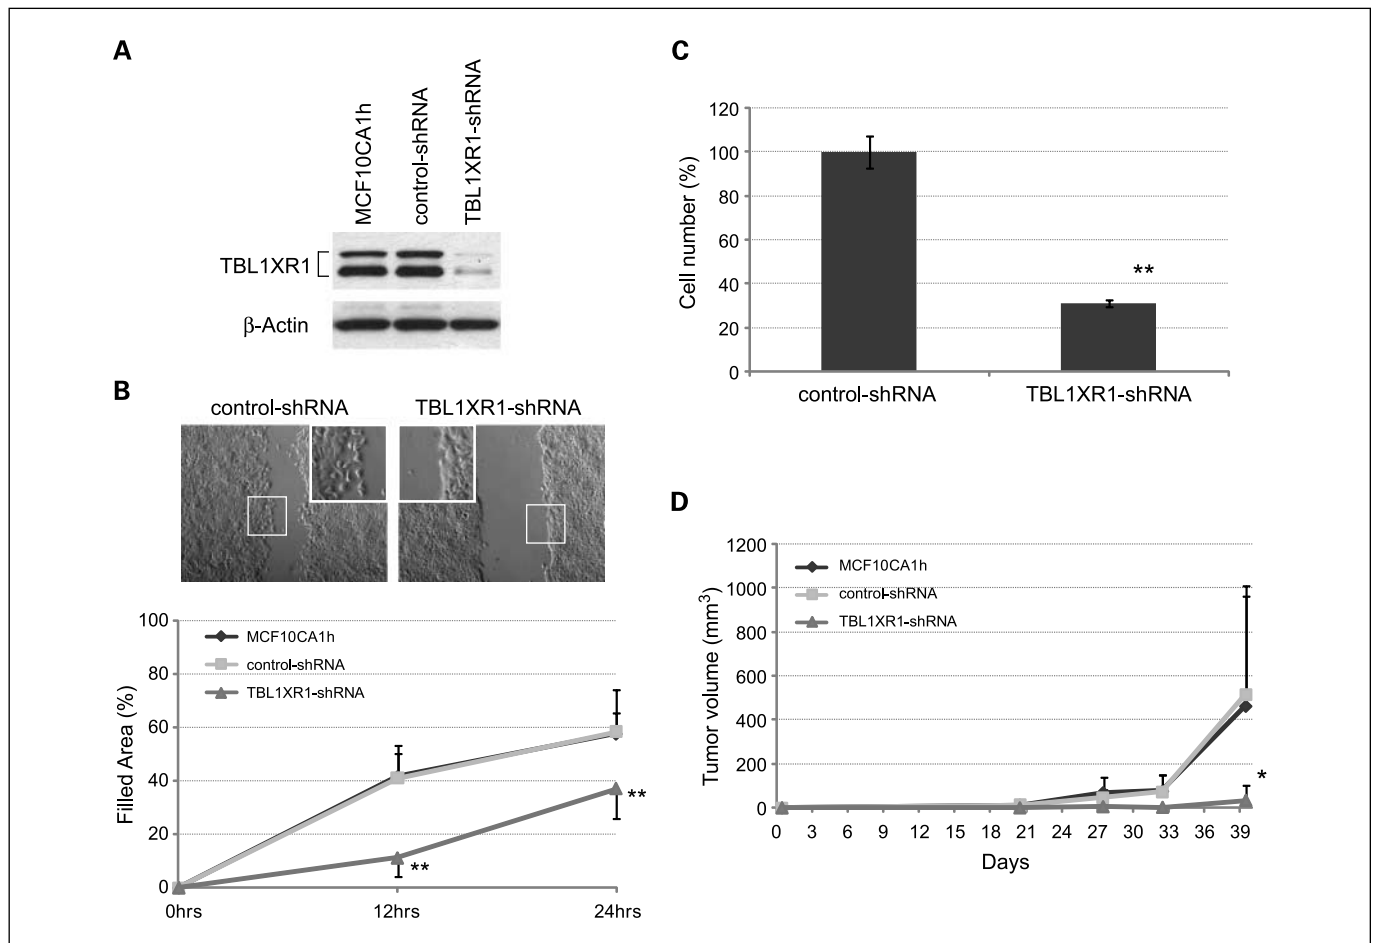 A
MCF10CA1h
control-shRNA
TBL1XR1-shRNA
TBL1XR1
β-Actin
B
control-shRNA
TBL1XR1-shRNA
100
80
60
40
20
0
Filled Area (%)
MCF10CA1h
control-shRNA
TBL1XR1-shRNA
**
**
0hrs
12hrs
24hrs
C
120
100
80
60
40
20
0
Cell number (%)
**
control-shRNA
TBL1XR1-shRNA
D
1200
1000
800
600
400
200
0
Tumor volume (mm³)
MCF10CA1h
control-shRNA
TBL1XR1-shRNA
*
0 3 6 9 12 15 18 21 24 27 30 33 36 39
Days